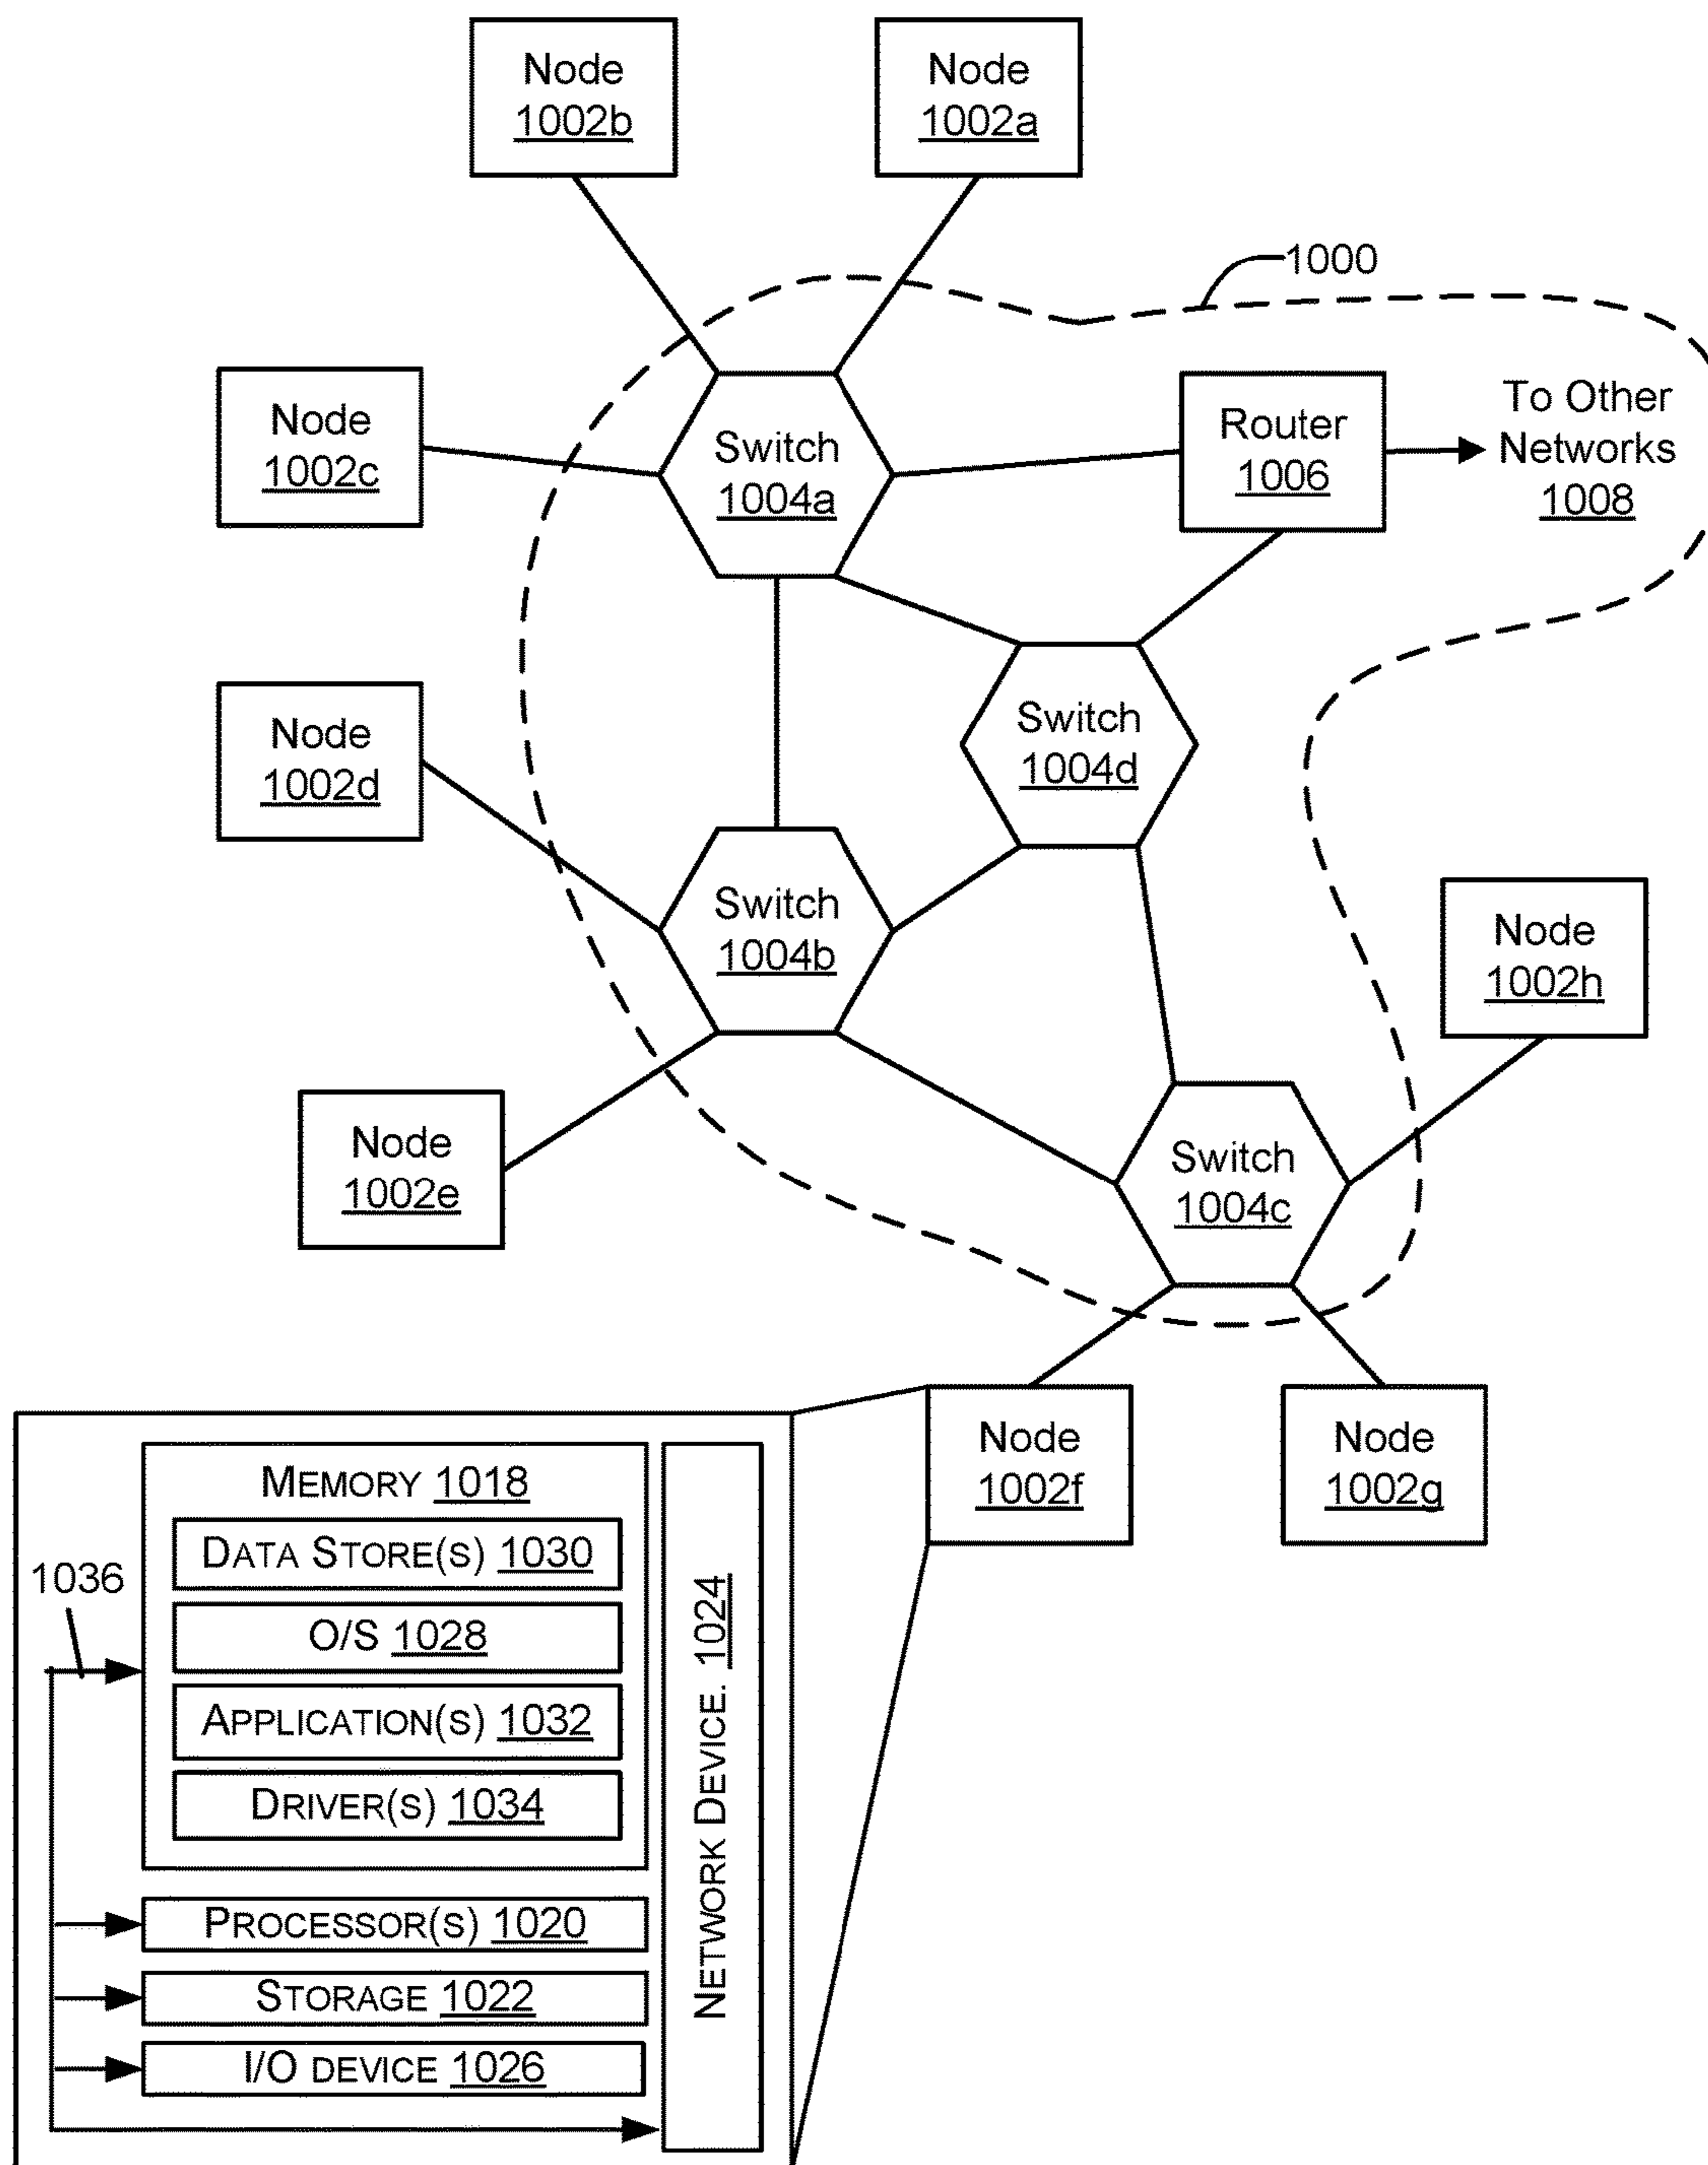 Node
1002b
Node
1002a
1000
Node
1002c
Switch
1004a
Router
1006
To Other
Networks
1008
Node
1002d
Switch
1004d
Switch
1004b
Node
1002h
Node
1002e
Switch
1004c
Node
1002f
Node
1002g
MEMORY 1018
DATA STORE(S) 1030
1036
O/S 1028
APPLICATION(S) 1032
DRIVER(S) 1034
PROCESSOR(S) 1020
STORAGE 1022
I/O DEVICE 1026
NETWORK DEVICE. 1024